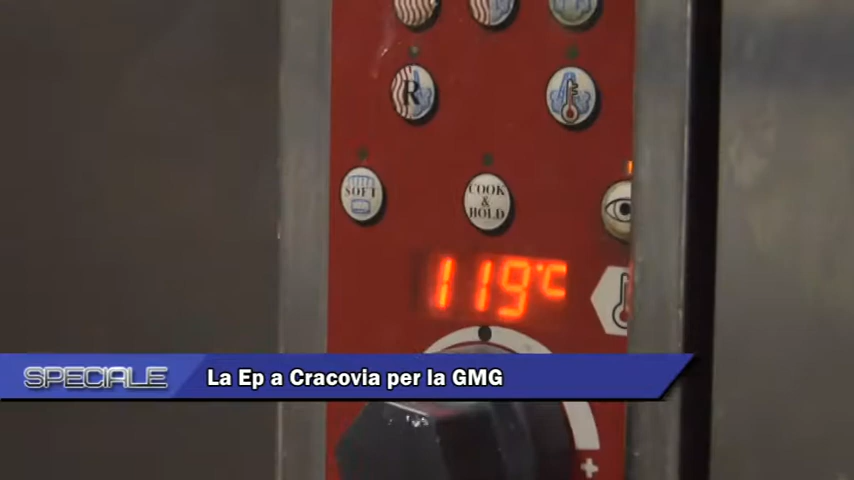 R
SOFT
COOK
&
HOLD
119°C
SPECIALE
La Ep a Cracovia per la GMG
+